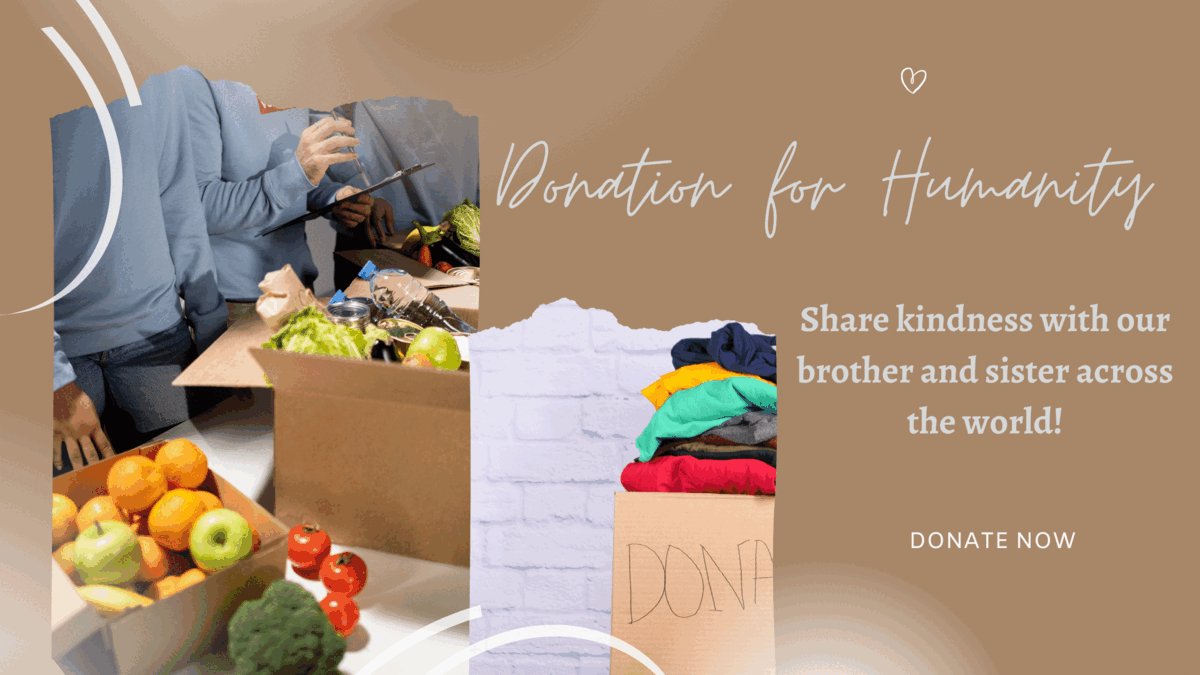 Donation for Humanity
Share kindness with our
brother and sister across
the world!
DONATE NOW
DONA